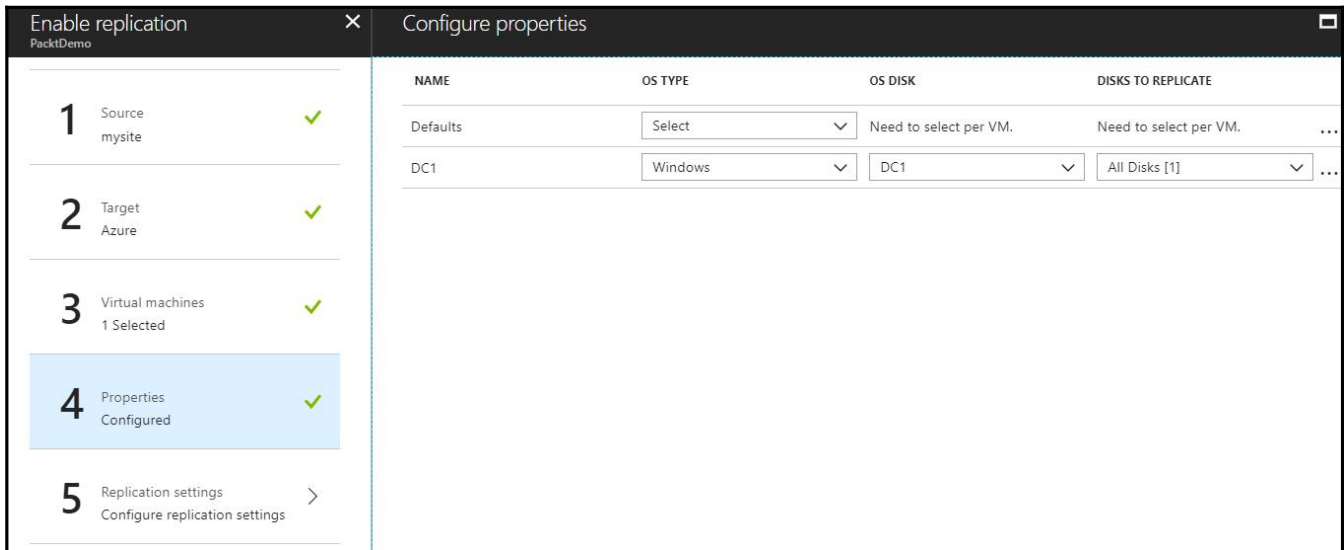 Enable replication
PacktDemo
1
Source
mysite
2
Target
Azure
3
Virtual machines
1 Selected
4
Properties
Configured
5
Replication settings
Configure replication settings
Configure properties
NAME OS TYPE OS DISK DISKS TO REPLICATE
Defaults Select Need to select per VM. Need to select per VM. ...
DC1 Windows DC1 All Disks [1] ...